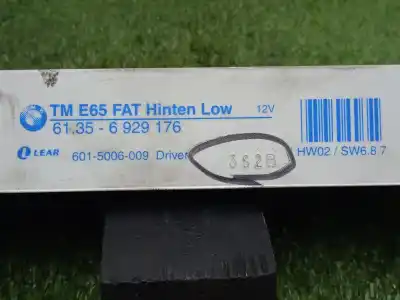 TM E65 FAT Hinten Low 12V
61.35 - 6 929 176
LEAR 601-5006-009 Driver 352B HW02 / SW6.8 7